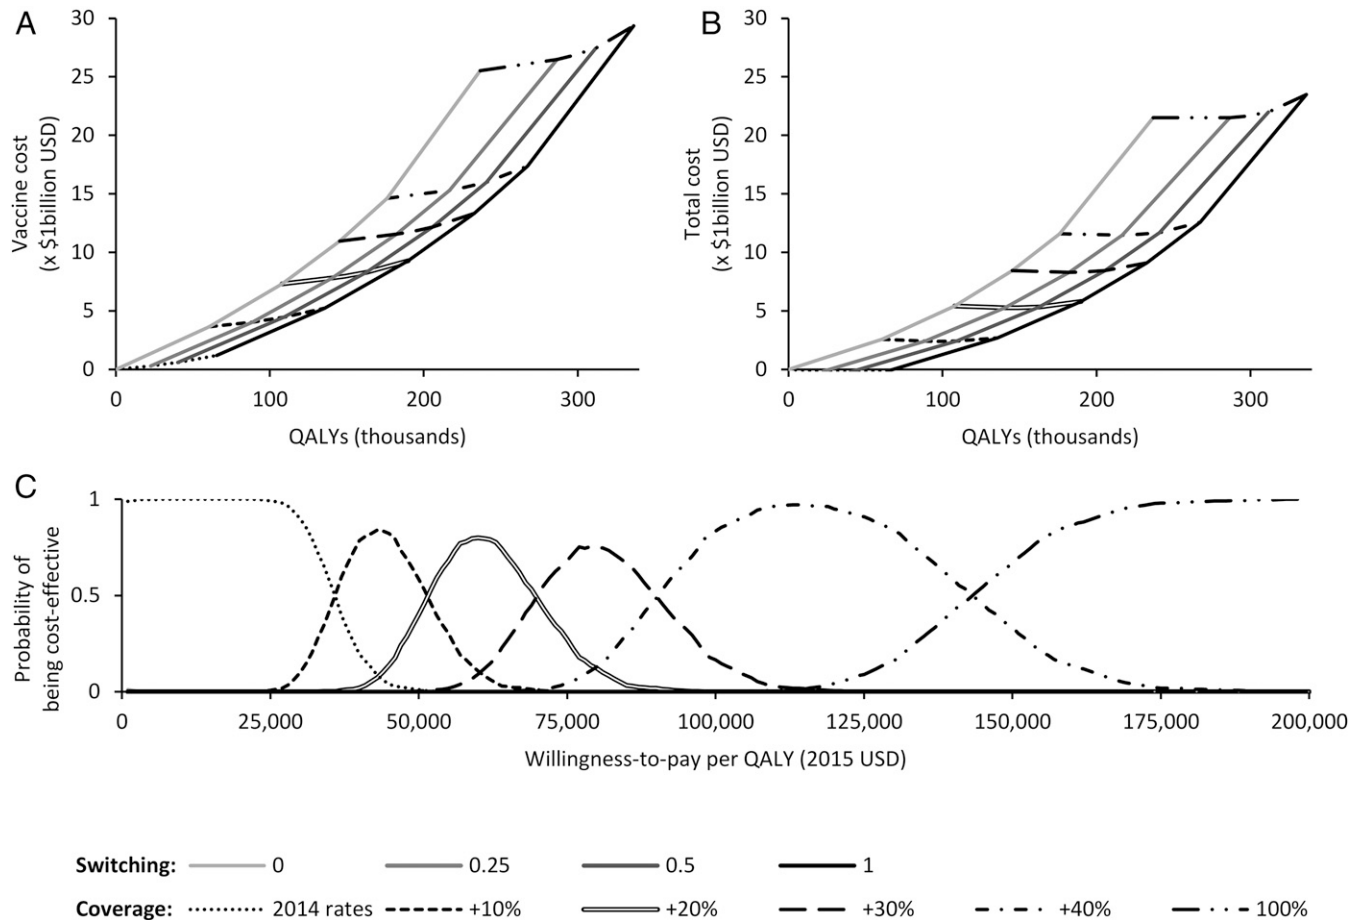 A
30
25
20
15
10
5
0
Vaccine cost
(x $1billion USD)
0 100 200 300
QALYs (thousands)
B
30
25
20
15
10
5
0
Total cost
(x $1billion USD)
0 100 200 300
QALYs (thousands)
C
1
0.5
0
Probability of
being cost-effective
0 25,000 50,000 75,000 100,000 125,000 150,000 175,000 200,000
Willingness-to-pay per QALY (2015 USD)
Switching: 0 0.25 0.5 1
Coverage: 2014 rates +10% +20% +30% +40% 100%